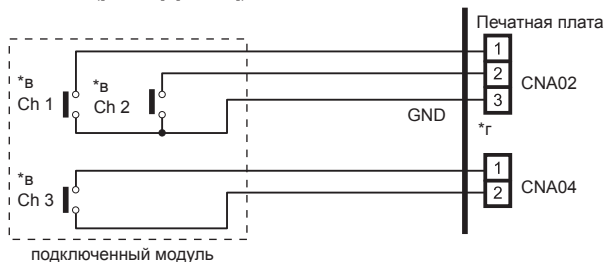 Печатная плата
1
*в
*в
2
CNA02
Ch 1
Ch 2
3
GND
*г
*в
1
Ch 3
2
CNA04
подключенный модуль